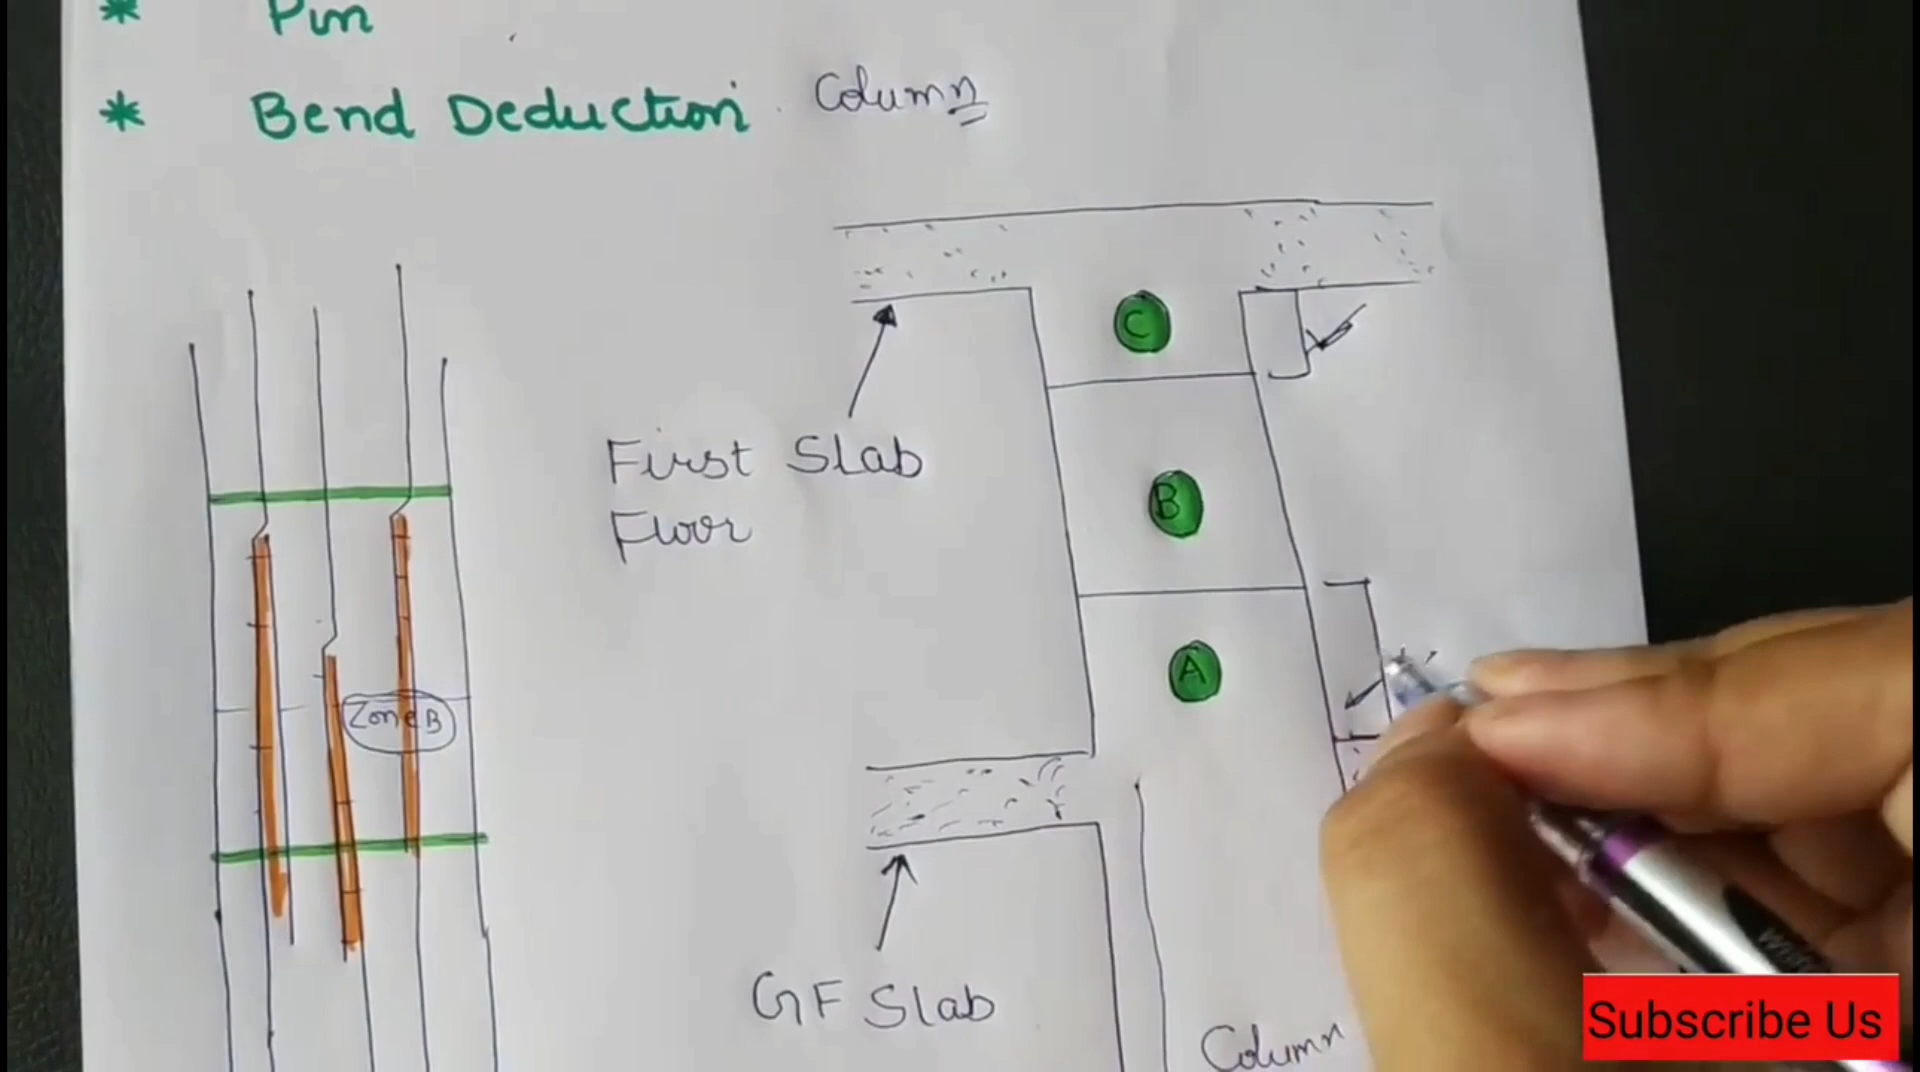 * Pin
* Bend Deduction
Column
C
First Slab
Floor
B
A
Zone B
GF Slab
Column
Subscribe Us